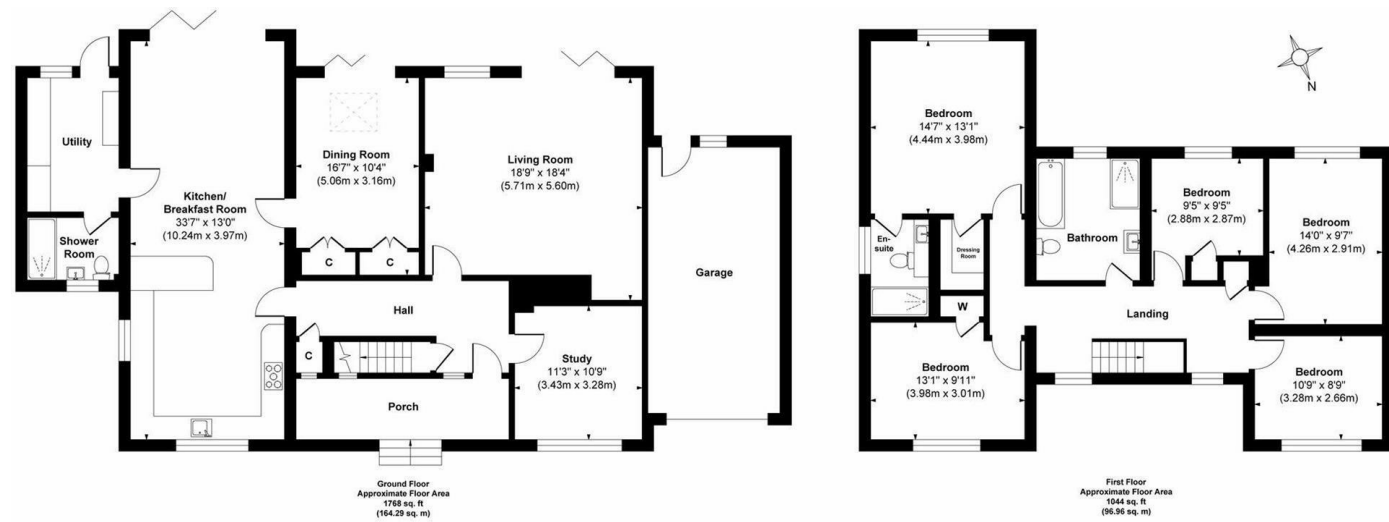 Utility
Shower
Room
Kitchen/
Breakfast Room
33'7" x 13'0"
(10.24m x 3.97m)
Dining Room
16'7" x 10'4"
(5.06m x 3.16m)
C
C
Living Room
18'9" x 18'4"
(5.71m x 5.60m)
Garage
Hall
C
Study
11'3" x 10'9"
(3.43m x 3.28m)
Porch
Ground Floor
Approximate Floor Area
1768 sq. ft
(164.29 sq. m)
N
Bedroom
14'7" x 13'1"
(4.44m x 3.98m)
En-
suite
Dressing
Room
W
Bathroom
Bedroom
9'5" x 9'5"
(2.88m x 2.87m)
Bedroom
14'0" x 9'7"
(4.26m x 2.91m)
Landing
Bedroom
13'1" x 9'11"
(3.98m x 3.01m)
Bedroom
10'9" x 8'9"
(3.28m x 2.66m)
First Floor
Approximate Floor Area
1044 sq. ft
(96.96 sq. m)